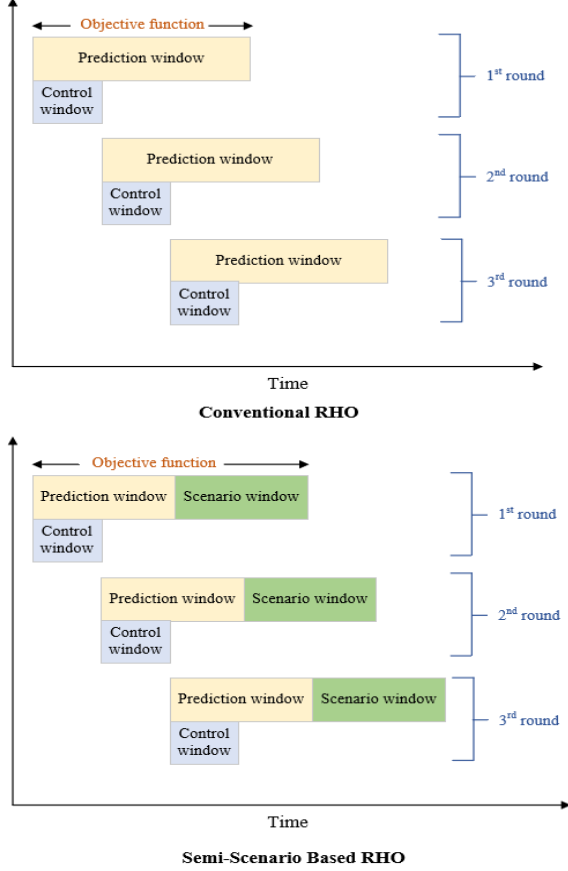 Objective function
Prediction window
Control
window
1st round
Prediction window
Control
window
2nd round
Prediction window
Control
window
3rd round
Time
Conventional RHO
Objective function
Prediction window Scenario window
Control
window
1st round
Prediction window Scenario window
Control
window
2nd round
Prediction window Scenario window
Control
window
3rd round
Time
Semi-Scenario Based RHO